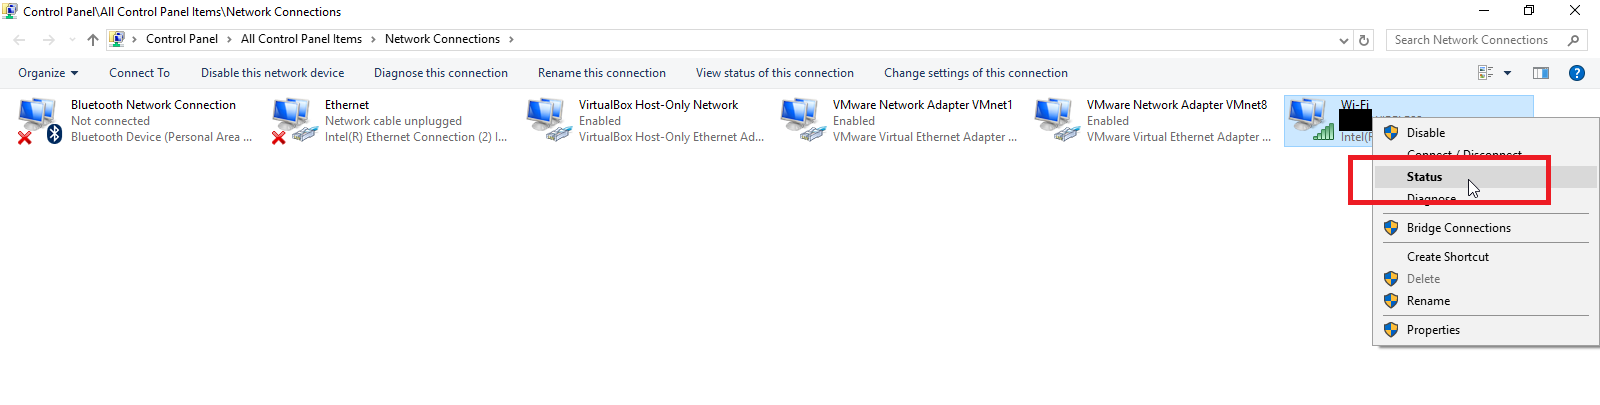 Control Panel\All Control Panel Items\Network Connections
Control Panel > All Control Panel Items > Network Connections >
Search Network Connections
Organize Connect To Disable this network device Diagnose this connection Rename this connection View status of this connection Change settings of this connection
Bluetooth Network Connection
Not connected
Bluetooth Device (Personal Area ...
Ethernet
Network cable unplugged
Intel(R) Ethernet Connection (2) I...
VirtualBox Host-Only Network
Enabled
VirtualBox Host-Only Ethernet Ad...
VMware Network Adapter VMnet1
Enabled
VMware Virtual Ethernet Adapter ...
VMware Network Adapter VMnet8
Enabled
VMware Virtual Ethernet Adapter ...
Wi-Fi
Intel(R
Disable
Connect / Disconnect
Status
Diagnose
Bridge Connections
Create Shortcut
Delete
Rename
Properties